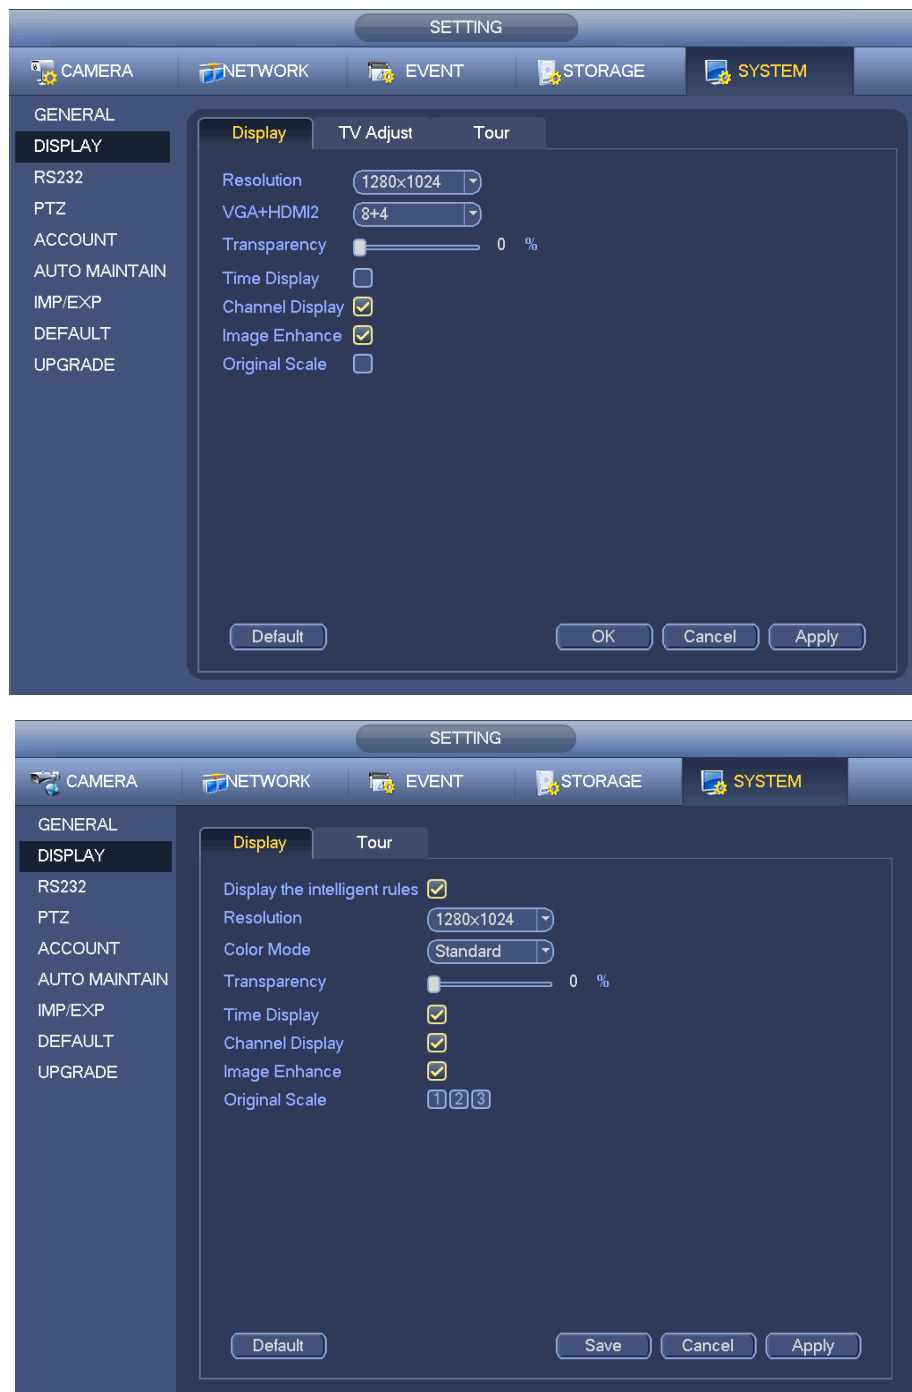 SETTING
CAMERA NETWORK EVENT STORAGE SYSTEM
GENERAL
DISPLAY
RS232
PTZ
ACCOUNT
AUTO MAINTAIN
IMP/EXP
DEFAULT
UPGRADE
Display TV Adjust Tour
Resolution 1280×1024
VGA+HDMI2 8+4
Transparency 0 %
Time Display
Channel Display
Image Enhance
Original Scale
Default OK Cancel Apply
SETTING
CAMERA NETWORK EVENT STORAGE SYSTEM
GENERAL
DISPLAY
RS232
PTZ
ACCOUNT
AUTO MAINTAIN
IMP/EXP
DEFAULT
UPGRADE
Display Tour
Display the intelligent rules
Resolution 1280×1024
Color Mode Standard
Transparency 0 %
Time Display
Channel Display
Image Enhance
Original Scale 1 2 3
Default Save Cancel Apply